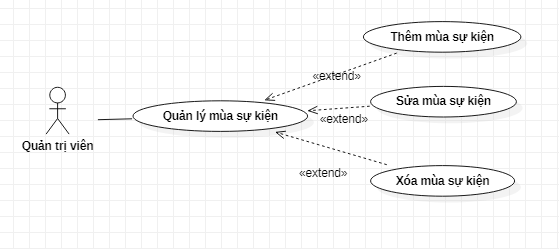 Thêm mùa sự kiện
«extend»
Sửa mùa sự kiện
Quản lý mùa sự kiện
«extend»
Quản trị viên
«extend»
Xóa mùa sự kiện